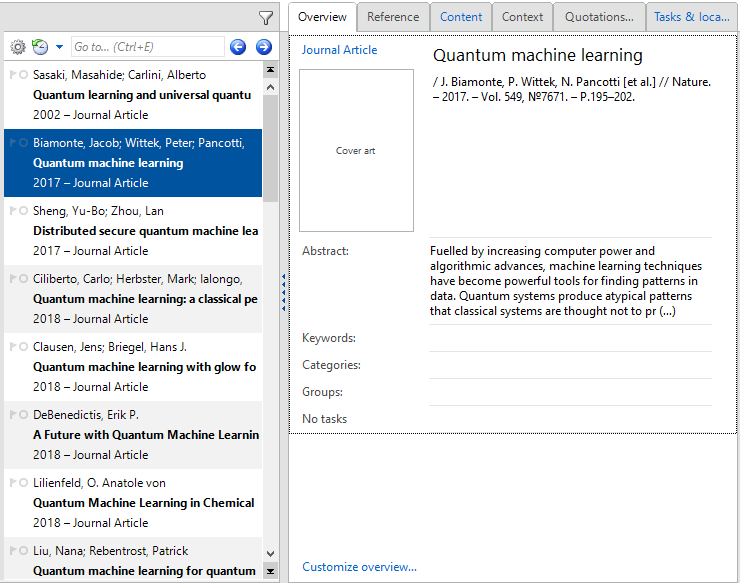 Go to... (Ctrl+E)
Sasaki, Masahide; Carlini, Alberto
Quantum learning and universal quantu
2002 – Journal Article
Biamonte, Jacob; Wittek, Peter; Pancotti,
Quantum machine learning
2017 – Journal Article
Sheng, Yu-Bo; Zhou, Lan
Distributed secure quantum machine lea
2017 – Journal Article
Ciliberto, Carlo; Herbster, Mark; Ialongo,
Quantum machine learning: a classical pe
2018 – Journal Article
Clausen, Jens; Briegel, Hans J.
Quantum machine learning with glow fo
2018 – Journal Article
DeBenedictis, Erik P.
A Future with Quantum Machine Learnin
2018 – Journal Article
Lilienfeld, O. Anatole von
Quantum Machine Learning in Chemical
2018 – Journal Article
Liu, Nana; Rebentrost, Patrick
Quantum machine learning for quantum
Overview Reference Content Context Quotations... Tasks & loca...
Journal Article
Quantum machine learning
/ J. Biamonte, P. Wittek, N. Pancotti [et al.] // Nature.
– 2017. – Vol. 549, №7671. – P.195–202.
Cover art
Abstract:
Fuelled by increasing computer power and
algorithmic advances, machine learning techniques
have become powerful tools for finding patterns in
data. Quantum systems produce atypical patterns
that classical systems are thought not to pr (...)
Keywords:
Categories:
Groups:
No tasks
Customize overview...